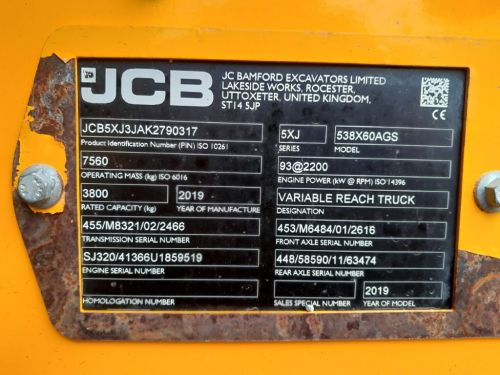 JCB
JC BAMFORD EXCAVATORS LIMITED
LAKESIDE WORKS, ROCESTER,
UTTOXETER, UNITED KINGDOM,
ST14 5JP
JCB5XJ3JAK2790317
Product Identification Number (PIN) ISO 10261
5XJ
SERIES
538X60AGS
MODEL
7560
OPERATING MASS (kg) ISO 6016
93@2200
ENGINE POWER (kW @ RPM) ISO 14396
3800
RATED CAPACITY (kg)
2019
YEAR OF MANUFACTURE
VARIABLE REACH TRUCK
DESIGNATION
455/M8321/02/2466
TRANSMISSION SERIAL NUMBER
453/M6484/01/2616
FRONT AXLE SERIAL NUMBER
SJ320/41366U1859519
ENGINE SERIAL NUMBER
448/58590/11/63474
REAR AXLE SERIAL NUMBER
HOMOLOGATION NUMBER
SALES SPECIAL NUMBER
2019
YEAR OF MODEL